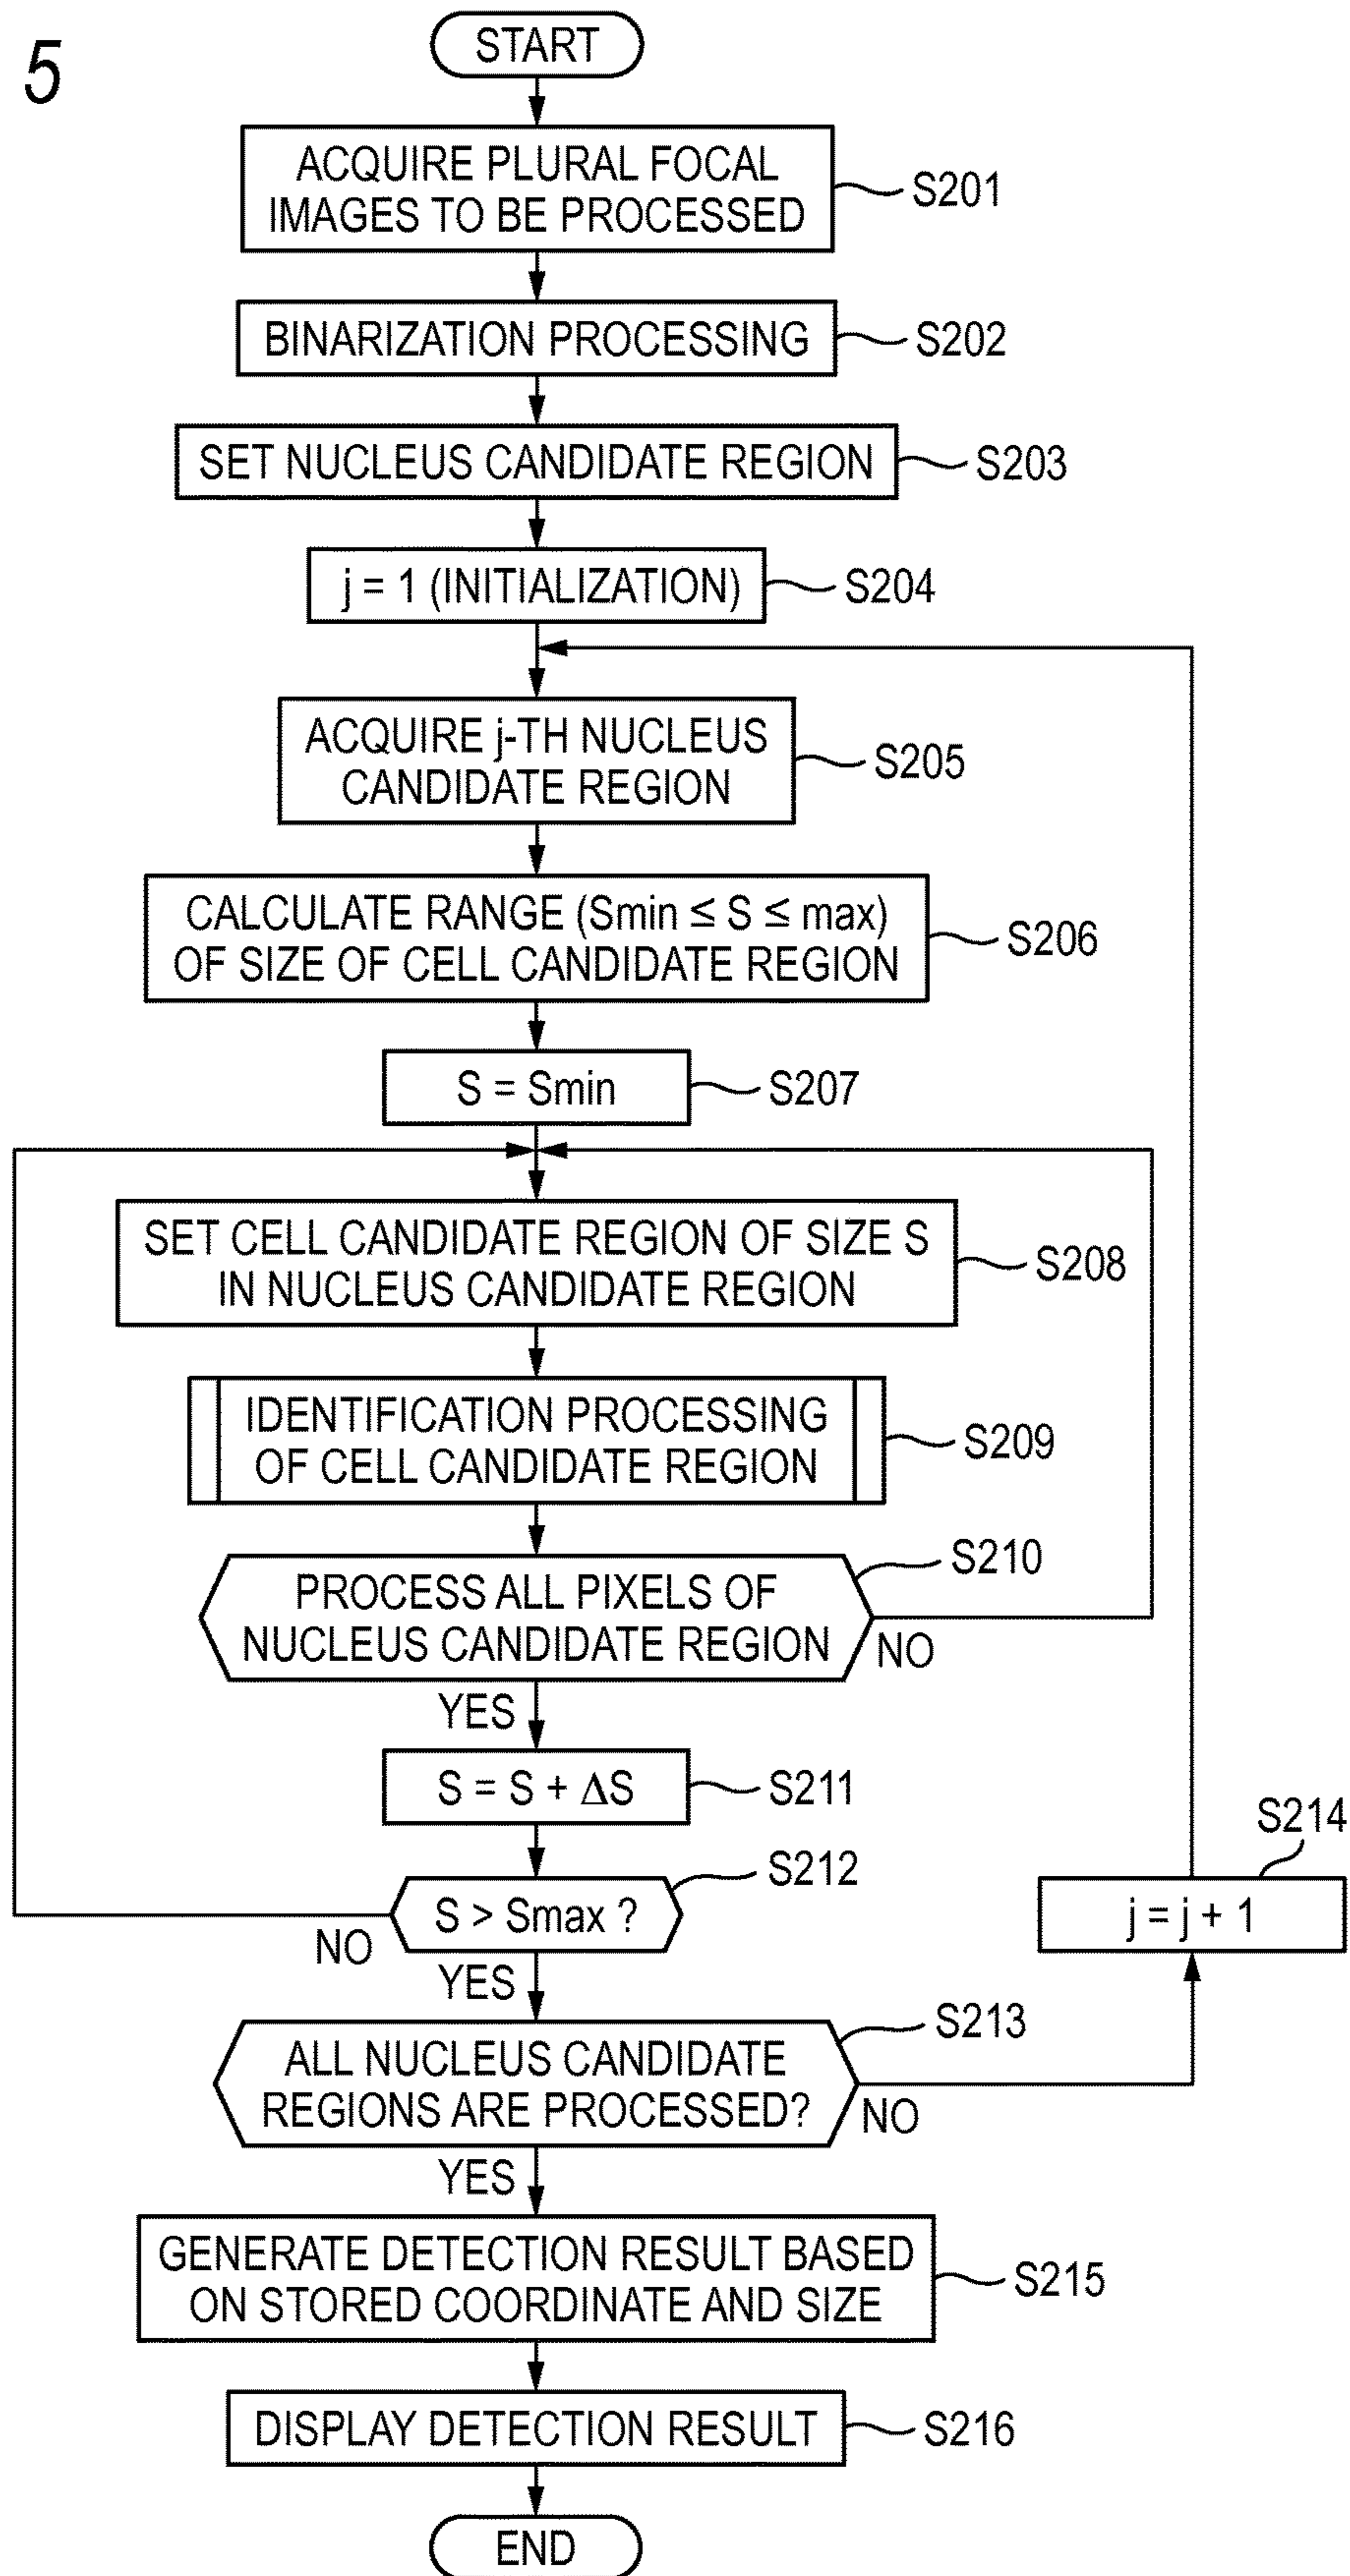 5
START
ACQUIRE PLURAL FOCAL
IMAGES TO BE PROCESSED
S201
BINARIZATION PROCESSING
S202
SET NUCLEUS CANDIDATE REGION
S203
j = 1 (INITIALIZATION)
S204
ACQUIRE j-TH NUCLEUS
CANDIDATE REGION
S205
CALCULATE RANGE (Smin ≤ S ≤ max)
OF SIZE OF CELL CANDIDATE REGION
S206
S = Smin
S207
SET CELL CANDIDATE REGION OF SIZE S
IN NUCLEUS CANDIDATE REGION
S208
IDENTIFICATION PROCESSING
OF CELL CANDIDATE REGION
S209
PROCESS ALL PIXELS OF
NUCLEUS CANDIDATE REGION
S210
NO
YES
S = S + ΔS
S211
S > Smax ?
S212
NO
YES
S214
j = j + 1
ALL NUCLEUS CANDIDATE
REGIONS ARE PROCESSED?
S213
NO
YES
GENERATE DETECTION RESULT BASED
ON STORED COORDINATE AND SIZE
S215
DISPLAY DETECTION RESULT
S216
END